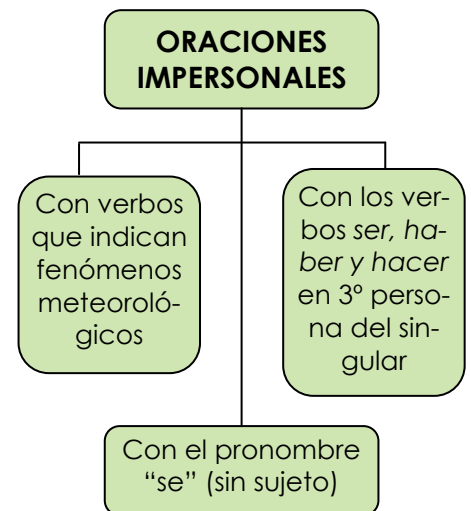 ORACIONES
IMPERSONALES
Con verbos
que indican
fenómenos
meteoroló-
gicos
Con los ver-
bos ser, ha-
ber y hacer
en 3º perso-
na del sin-
gular
Con el pronombre
“se” (sin sujeto)